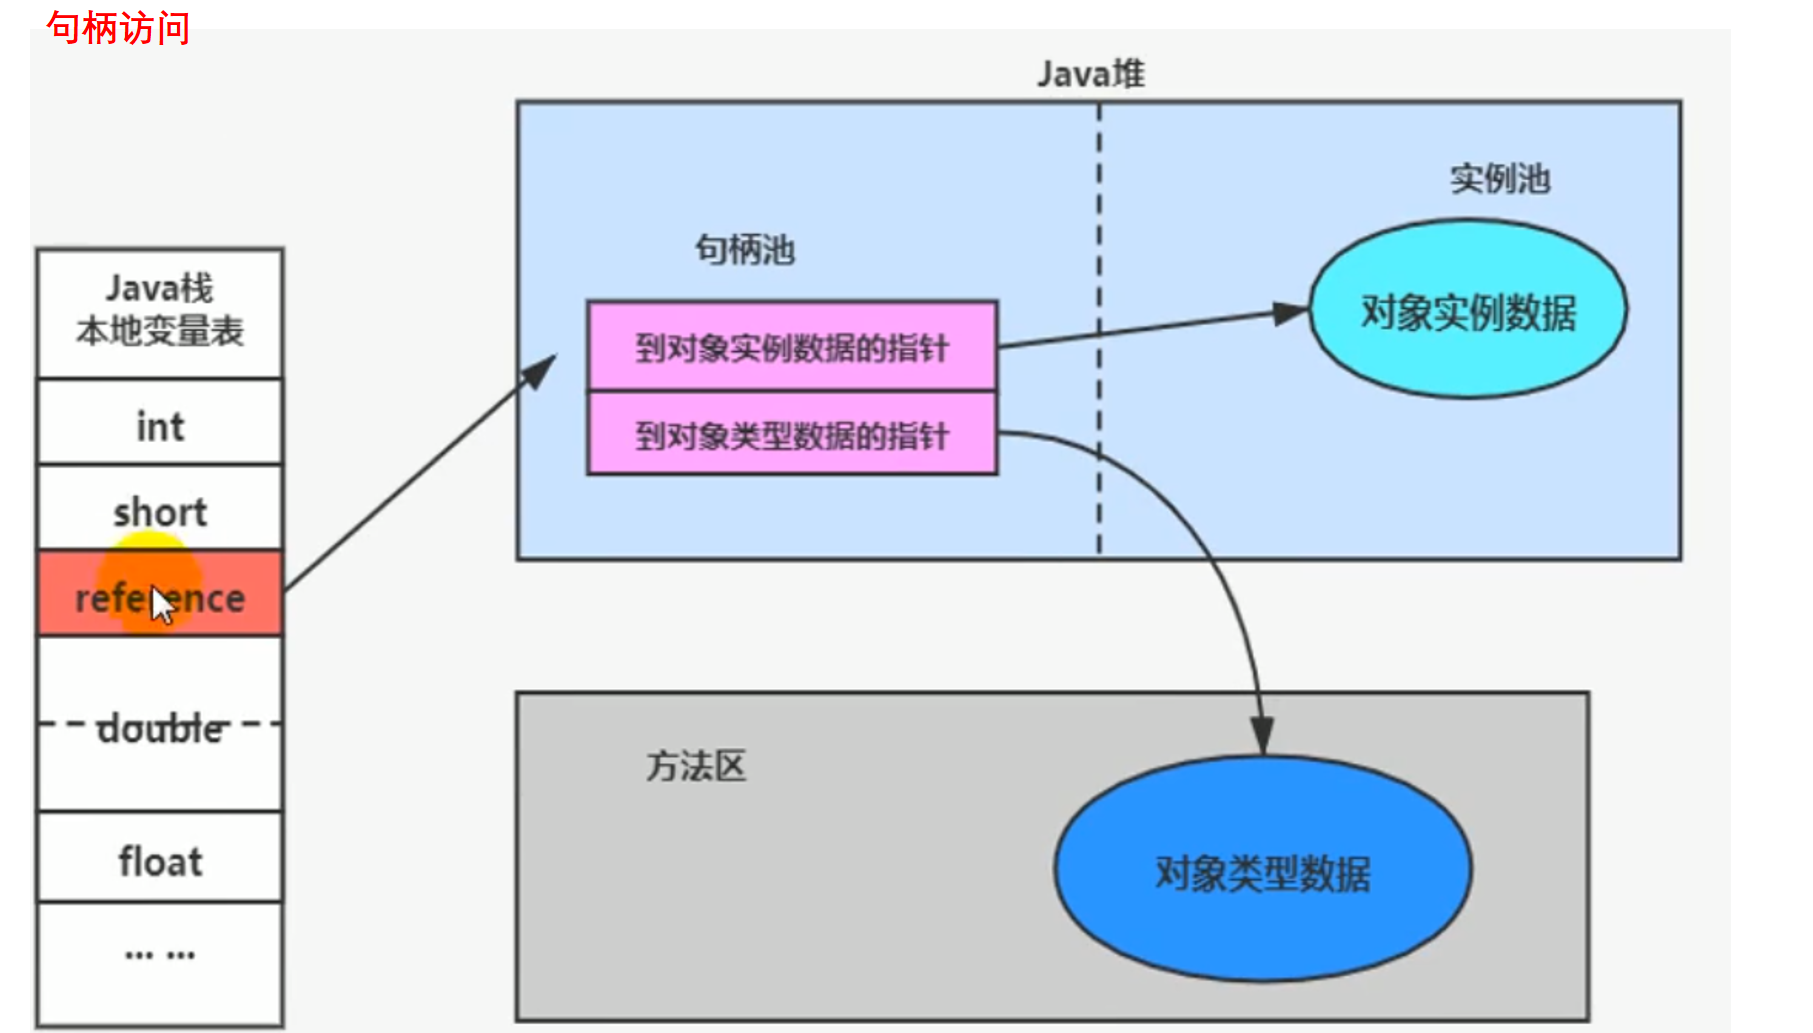 句柄访问
Java堆
实例池
句柄池
对象实例数据
到对象实例数据的指针
到对象类型数据的指针
Java栈
本地变量表
int
short
reference
double
float
... ...
方法区
对象类型数据